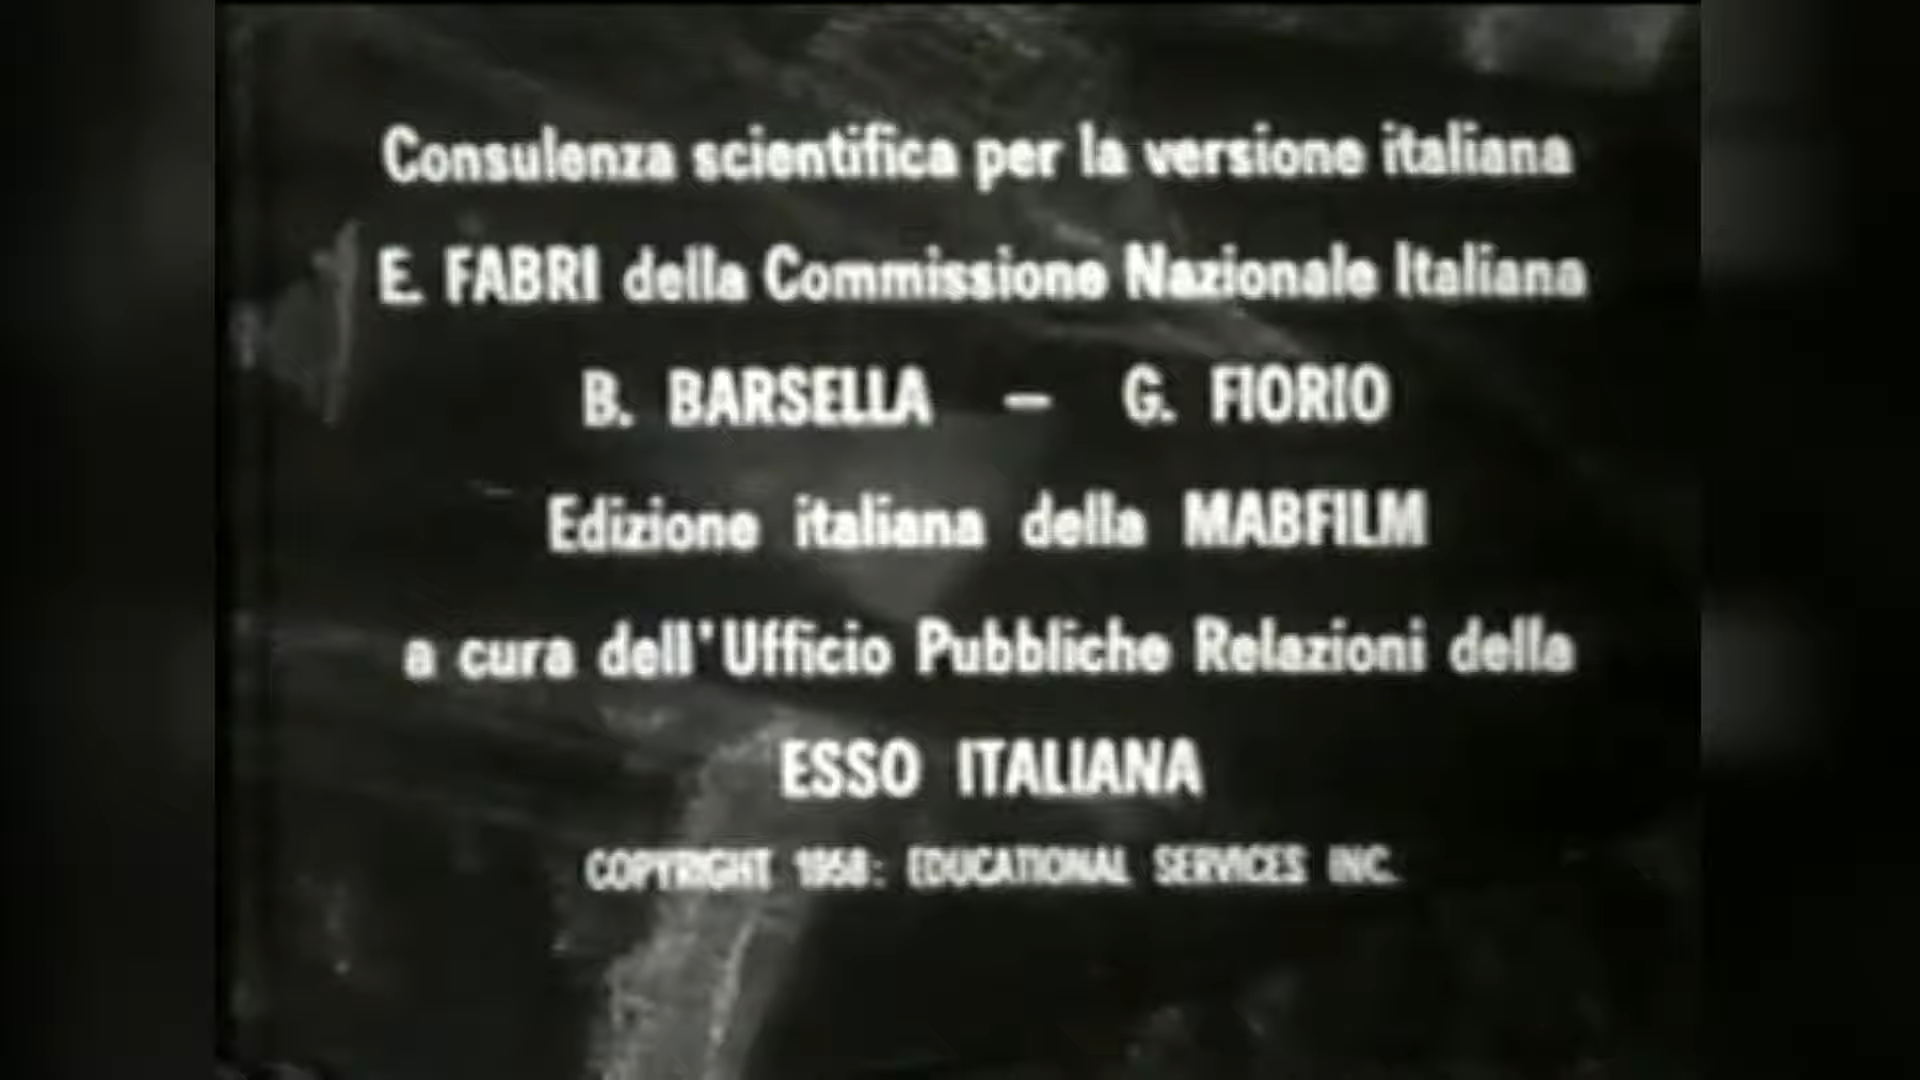 Consulenza scientifica per la versione italiana
E. FABRI della Commissione Nazionale Italiana
B. BARSELLA – G. FIORIO
Edizione italiana della MABFILM
a cura dell'Ufficio Pubbliche Relazioni della
ESSO ITALIANA
COPYRIGHT 1958: EDUCATIONAL SERVICES INC.